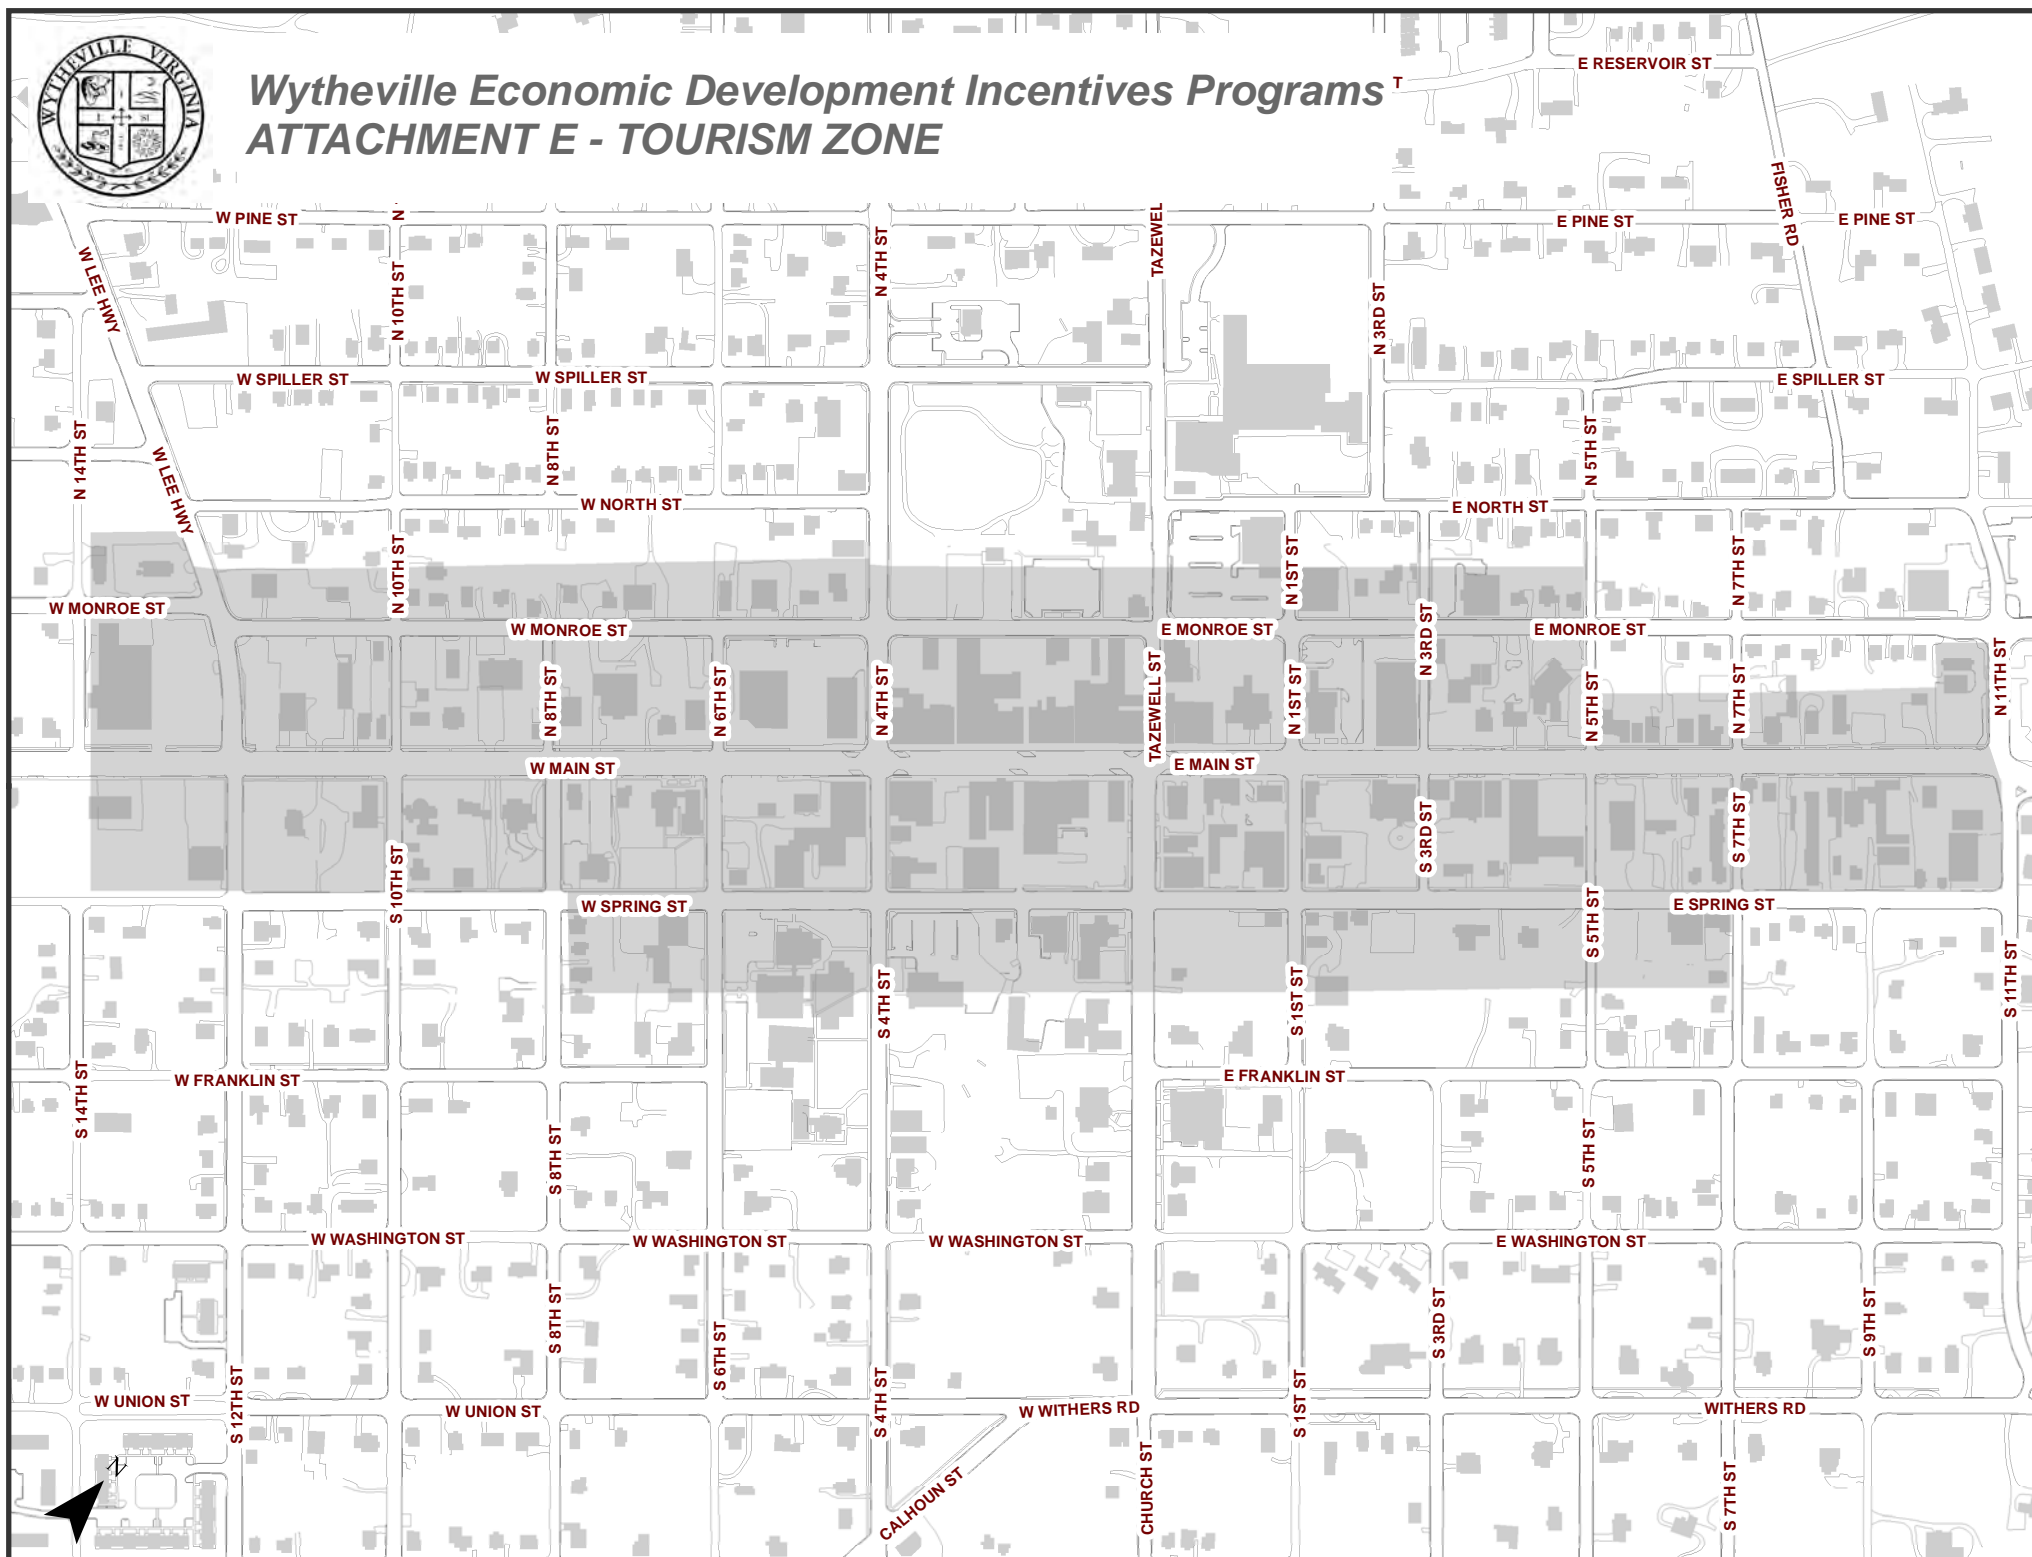 WYTHEVILLE VIRGINIA
Wytheville Economic Development Incentives Programs
ATTACHMENT E - TOURISM ZONE
E RESERVOIR ST
T
W PINE ST
N
TAZEWEL
E PINE ST
FISHER RD
E PINE ST
W LEE HWY
N 10TH ST
N 4TH ST
N 3RD ST
W SPILLER ST
W SPILLER ST
E SPILLER ST
N 14TH ST
W LEE HWY
N 8TH ST
N 5TH ST
W NORTH ST
E NORTH ST
N 10TH ST
N 1ST ST
N 7TH ST
W MONROE ST
W MONROE ST
E MONROE ST
N 3RD ST
E MONROE ST
N 8TH ST
N 6TH ST
N 4TH ST
TAZEWELL ST
N 1ST ST
N 5TH ST
N 7TH ST
N 11TH ST
W MAIN ST
E MAIN ST
S 10TH ST
S 3RD ST
S 7TH ST
W SPRING ST
S 5TH ST
E SPRING ST
S 4TH ST
S 1ST ST
S 11TH ST
S 14TH ST
W FRANKLIN ST
E FRANKLIN ST
S 8TH ST
S 5TH ST
W WASHINGTON ST
W WASHINGTON ST
W WASHINGTON ST
E WASHINGTON ST
S 8TH ST
S 6TH ST
S 3RD ST
S 9TH ST
W UNION ST
S 12TH ST
W UNION ST
S 4TH ST
W WITHERS RD
S 1ST ST
WITHERS RD
N
CALHOUN ST
CHURCH ST
S 7TH ST